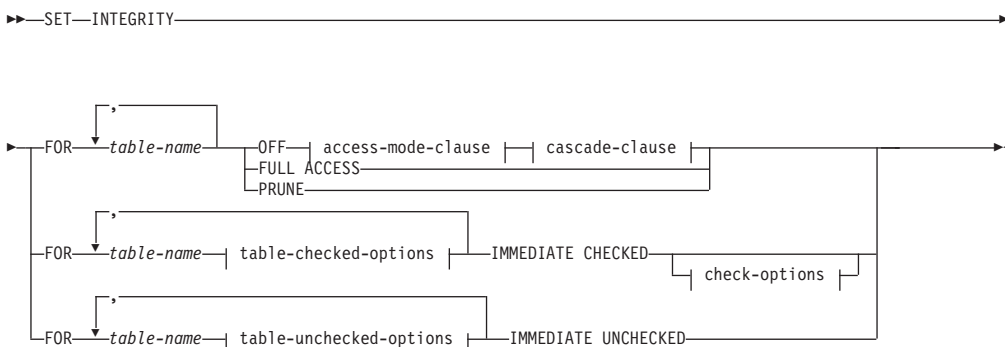 SET INTEGRITY
,
FOR table-name OFF access-mode-clause cascade-clause
FULL ACCESS
PRUNE
,
FOR table-name table-checked-options IMMEDIATE CHECKED
check-options
,
FOR table-name table-unchecked-options IMMEDIATE UNCHECKED